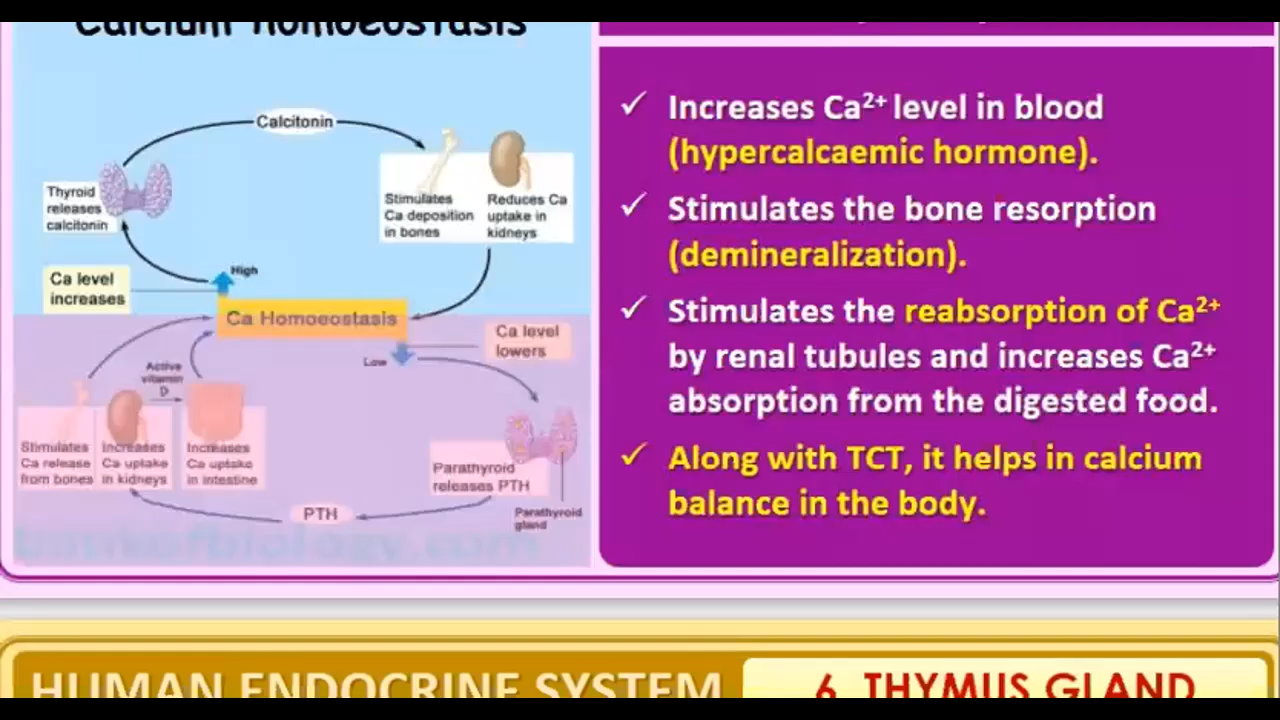 Calcium homoeostasis
Calcitonin
Thyroid
releases
calcitonin
Stimulates
Ca deposition
in bones
Reduces Ca
uptake in
kidneys
High
Ca level
increases
Ca Homoeostasis
Ca level
lowers
Low
Active
vitamin
D
Stimulates
Ca release
from bones
Increases
Ca uptake
in kidneys
Increases
Ca uptake
in intestine
Parathyroid
releases PTH
PTH
Parathyroid
gland
✓ Increases Ca²⁺ level in blood
(hypercalcaemic hormone).
✓ Stimulates the bone resorption
(demineralization).
✓ Stimulates the reabsorption of Ca²⁺
by renal tubules and increases Ca²⁺
absorption from the digested food.
✓ Along with TCT, it helps in calcium
balance in the body.
HUMAN ENDOCRINE SYSTEM
6. THYMUS GLAND